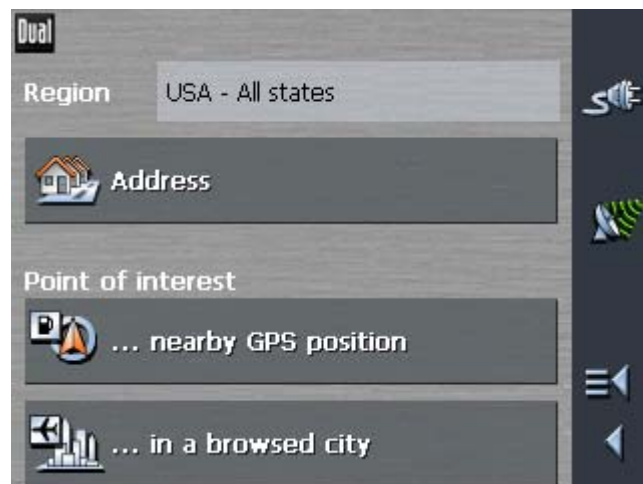 Dual
Region USA - All states
Address
Point of interest
P
... nearby GPS position
... in a browsed city